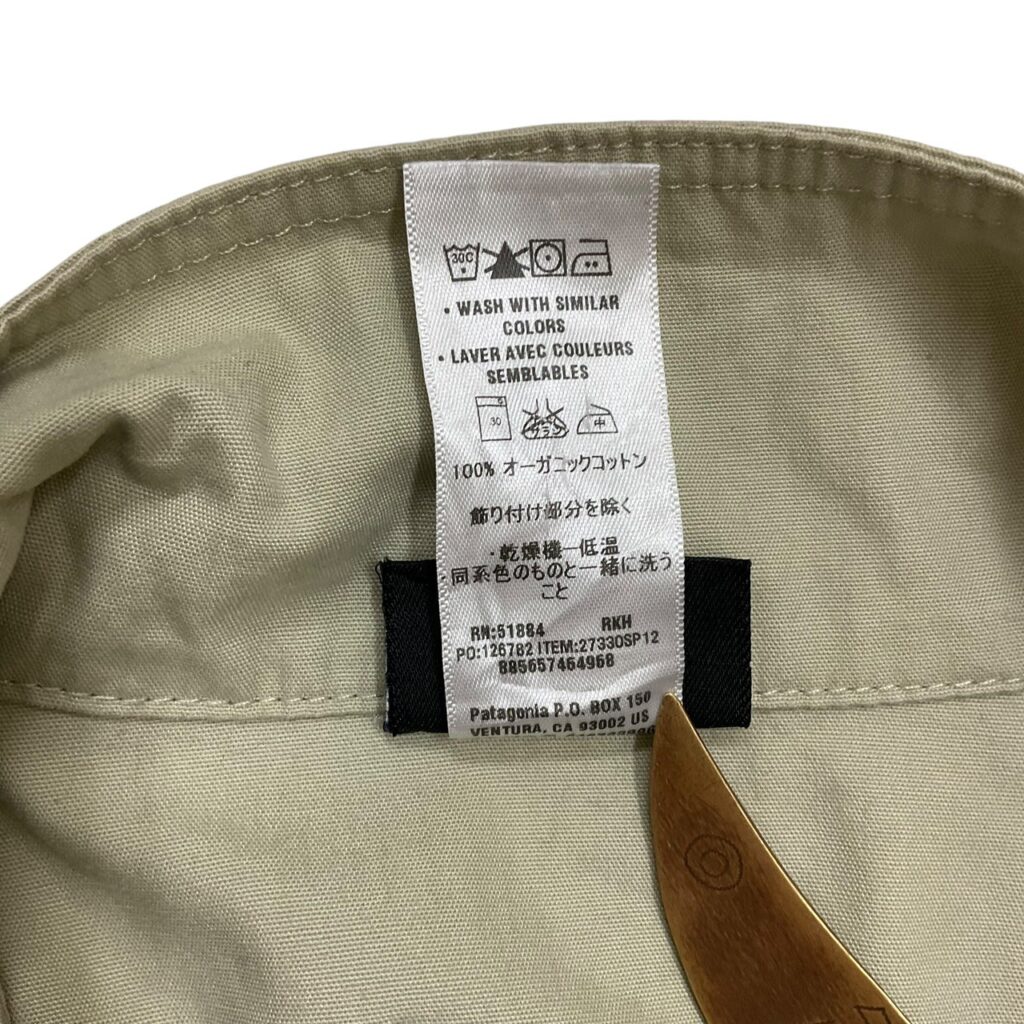 30C
• WASH WITH SIMILAR
COLORS
• LAVER AVEC COULEURS
SEMBLABLES
30 中
100% オーガニックコットン
飾り付け部分を除く
・乾燥機一低温
・同系色のものと一緒に洗う
こと
RN:51884 RKH
PO:126782 ITEM:27330SP12
885657464968
Patagonia P.O. BOX 150
VENTURA, CA 93002 US